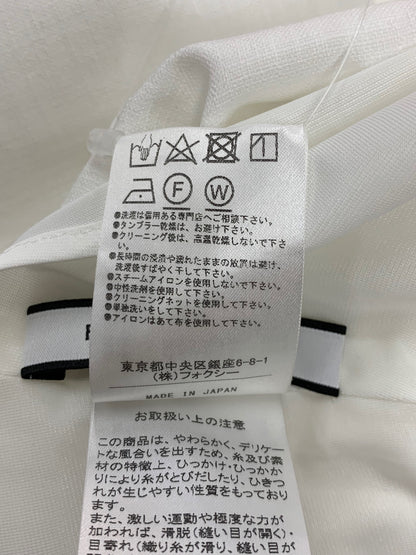 F W
●洗濯は信用ある専門店へご相談下さい。
●タンブラー乾燥は、お避け下さい。
●クリーニング後は、高温乾燥しないで下さい。
●長時間の浸漬や濡れたままの放置は避け、
洗濯後すずやく干して下さい。
●スチームアイロンを使用しないで下さい。
●中性洗剤を使用して下さい。
●クリーニングネットを使用して下さい。
●単独洗いをして下さい。
●アイロンはあて布を使用して下さい。
東京都中央区銀座6-8-1
(株)フォクシー
MADE IN JAPAN
お取扱い上の注意
この商品は、やわらかく、デリケー
トな風合いを出すため、糸及び素
材の特徴上、ひっかけ・ひっかか
りにより糸がとびだしたり、ひきつ
れが生じやすい性質をもっており
ます。
また、激しい運動や極度な力が
加われば、滑脱(縫い目が開く)・
目寄れ(織り糸が滑り、縫い目が